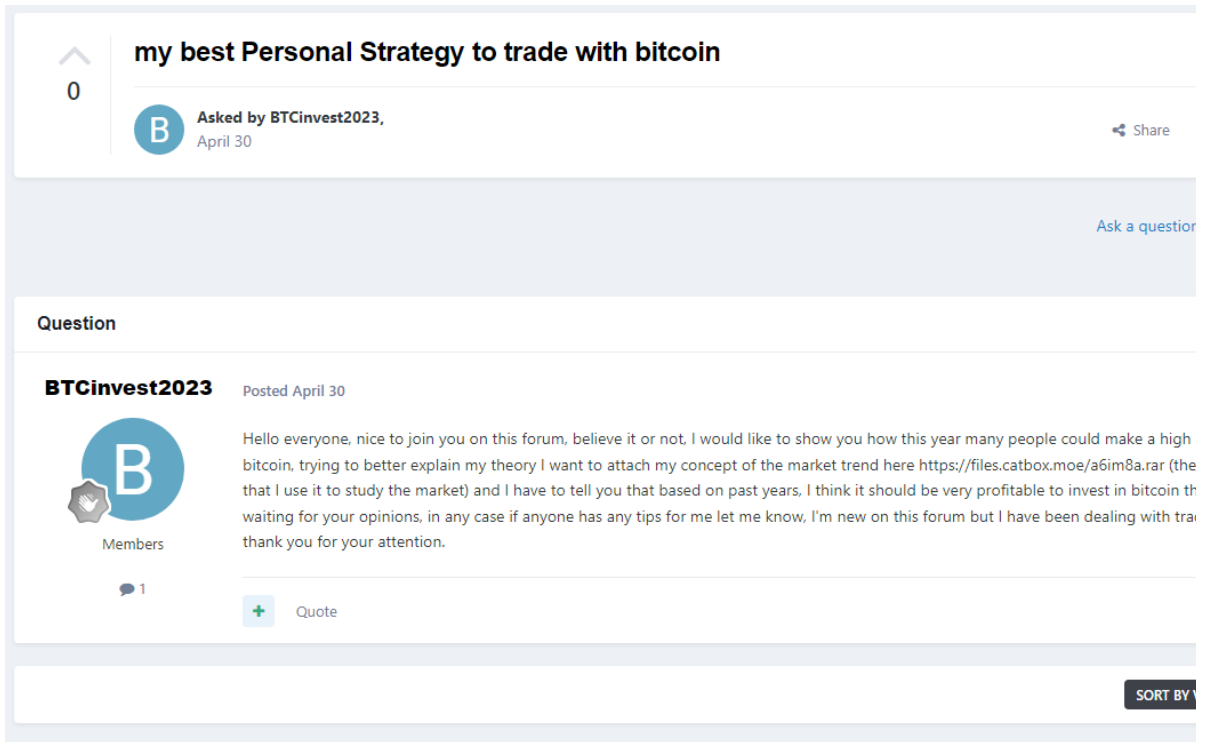 my best Personal Strategy to trade with bitcoin
0
B
Asked by BTCinvest2023,
April 30
Share
Ask a question
Question
BTCinvest2023
Posted April 30
B
Hello everyone, nice to join you on this forum, believe it or not, I would like to show you how this year many people could make a high
bitcoin, trying to better explain my theory I want to attach my concept of the market trend here https://files.catbox.moe/a6im8a.rar (the
that I use it to study the market) and I have to tell you that based on past years, I think it should be very profitable to invest in bitcoin th
waiting for your opinions, in any case if anyone has any tips for me let me know, I'm new on this forum but I have been dealing with tra
thank you for your attention.
Members
1
+ Quote
SORT BY